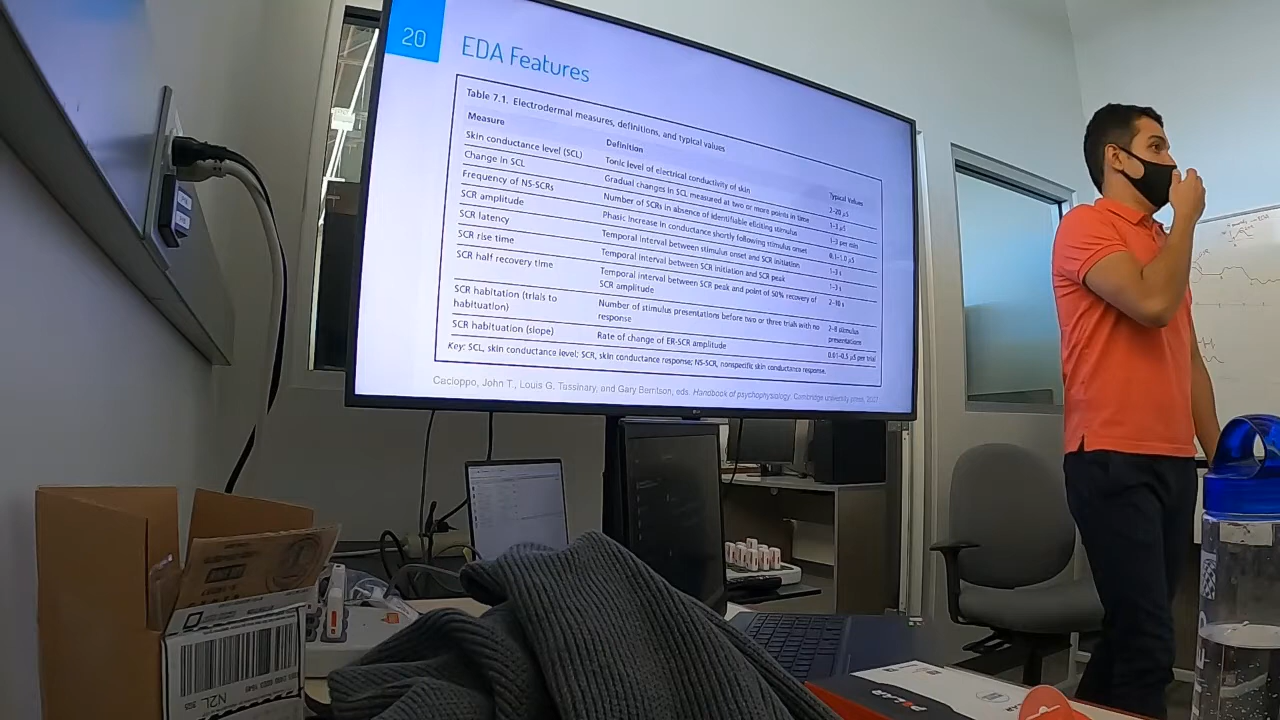 20
EDA Features
Table 7.1. Electrodermal measures, definitions, and typical values
Measure Definition Typical Values
Skin conductance level (SCL) Tonic level of electrical conductivity of skin 2–20 μS
Change in SCL Gradual changes in SCL measured at two or more points in time 1–3 μS
Frequency of NS-SCRs Number of SCRs in absence of identifiable eliciting stimulus 1–3 per min
SCR amplitude Phasic increase in conductance shortly following stimulus onset 0.1–1.0 μS
SCR latency Temporal interval between stimulus onset and SCR initiation 1–3 s
SCR rise time Temporal interval between SCR initiation and SCR peak 1–3 s
SCR half recovery time Temporal interval between SCR peak and point of 50% recovery of 2–10 s
SCR amplitude
SCR habitation (trials to Number of stimulus presentations before two or three trials with no 2–8 stimulus
habituation) response presentations
SCR habituation (slope) Rate of change of ER-SCR amplitude 0.01–0.5 μS per trial
Key: SCL, skin conductance level; SCR, skin conductance response; NS-SCR, nonspecific skin conductance response.
Cacioppo, John T., Louis G. Tassinary, and Gary Berntson, eds. Handbook of psychophysiology. Cambridge university press, 2007
LG
N2L